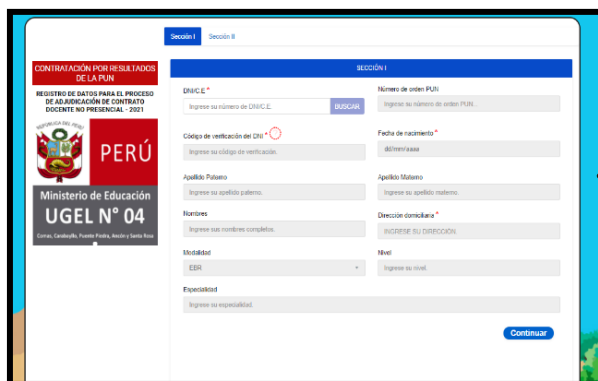 Sección I
Sección II
CONTRATACIÓN POR RESULTADOS
DE LA PUN
REGISTRO DE DATOS PARA EL PROCESO
DE ADJUDICACIÓN DE CONTRATO
DOCENTE NO PRESENCIAL - 2021
PERÚ
Ministerio de Educación
UGEL N° 04
Comas, Carabayllo, Puente Piedra, Ancón y Santa Rosa
SECCIÓN I
DNI/C.E *
Número de orden PUN
Ingrese su número de DNI/C.E.
BUSCAR
Ingrese su número de orden PUN..
Código de verificación del DNI *
Fecha de nacimiento *
Ingrese su código de verificación.
dd/mm/aaaa
Apellido Paterno
Apellido Materno
Ingrese su apellido paterno.
Ingrese su apellido materno.
Nombres
Dirección domiciliaria *
Ingrese sus nombres completos.
INGRESE SU DIRECCIÓN.
Modalidad
Nivel
EBR
Ingrese su nivel.
Especialidad
Ingrese su especialidad.
Continuar